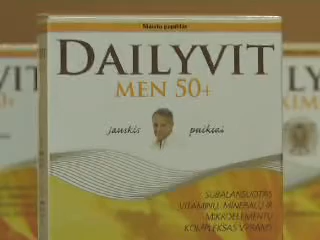 Maisto papildas
DAILYVIT
MEN 50+
jauskis puikiai
SUBALANSUOTAS
VITAMINŲ, MINERALŲ IR
MIKROELEMENTŲ
KOMPLEKSAS VYRAMS